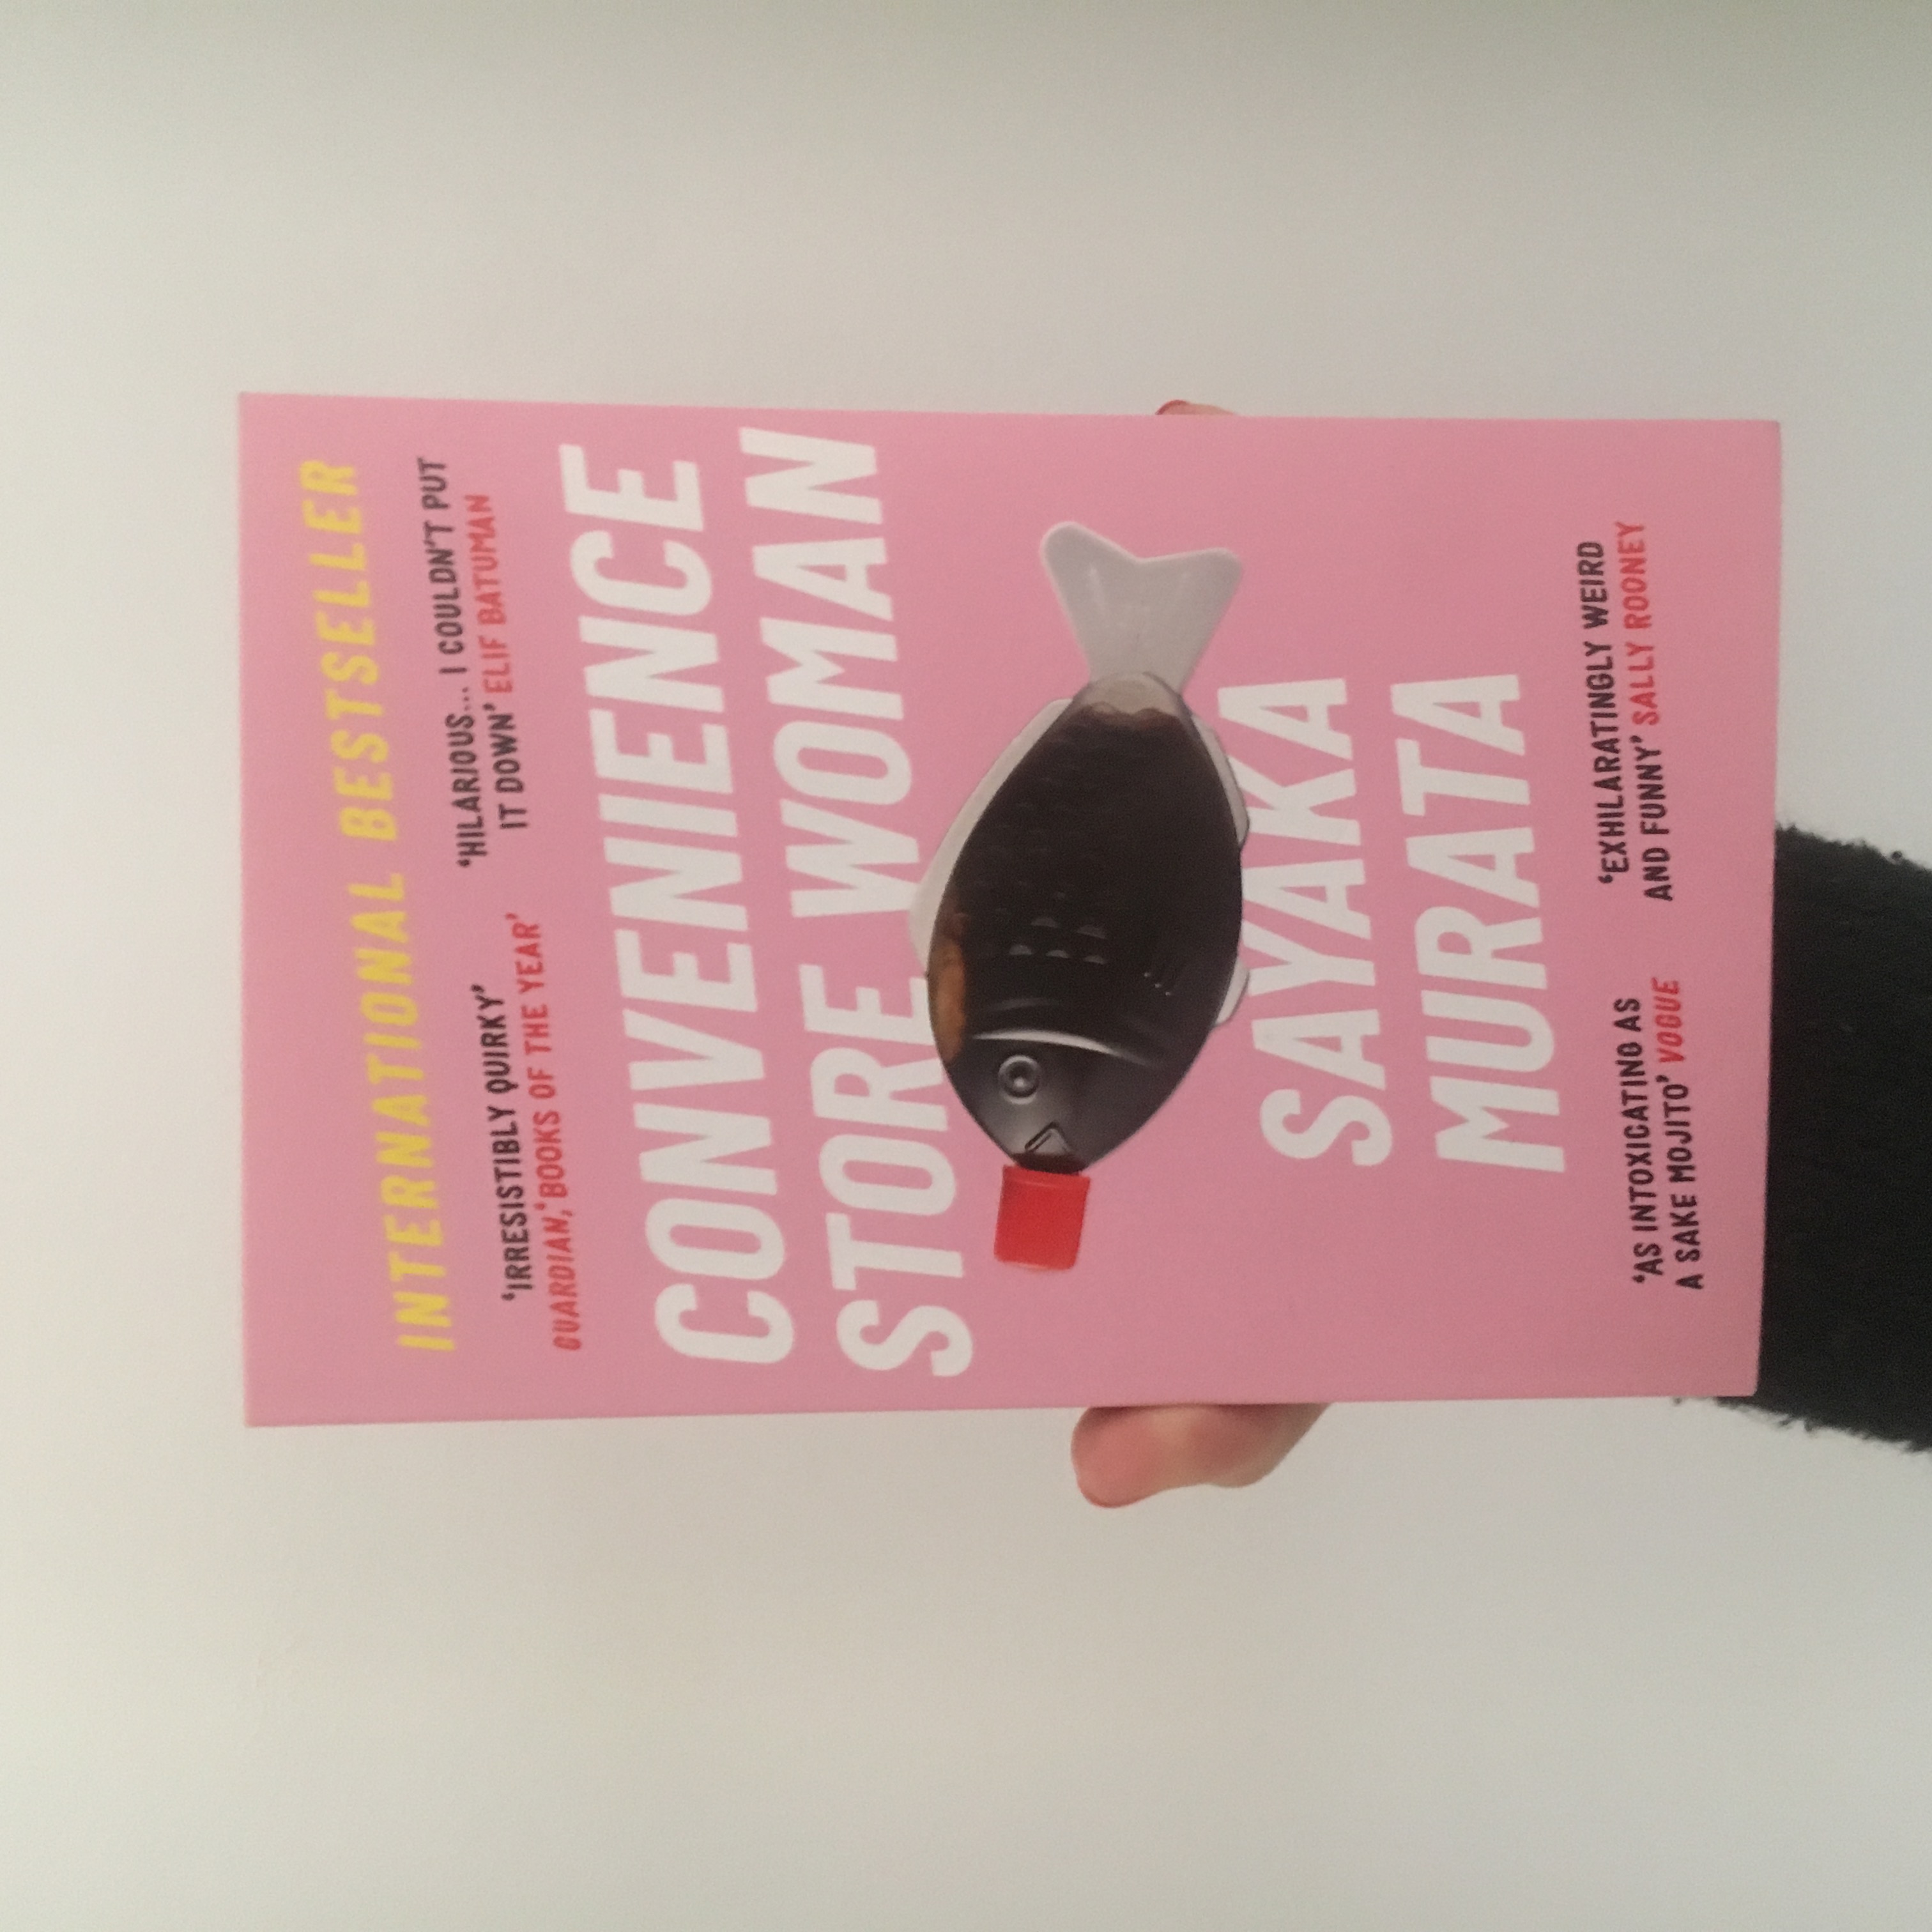 INTERNATIONAL BESTSELLER
'IRRESISTIBLY QUIRKY'
GUARDIAN, 'BOOKS OF THE YEAR'
'HILARIOUS... I COULDN'T PUT
IT DOWN' ELIF BATUMAN
CONVENIENCE
STORE WOMAN
SAYAKA
MURATA
'AS INTOXICATING AS
A SAKE MOJITO' VOGUE
'EXHILARATINGLY WEIRD
AND FUNNY' SALLY ROONEY